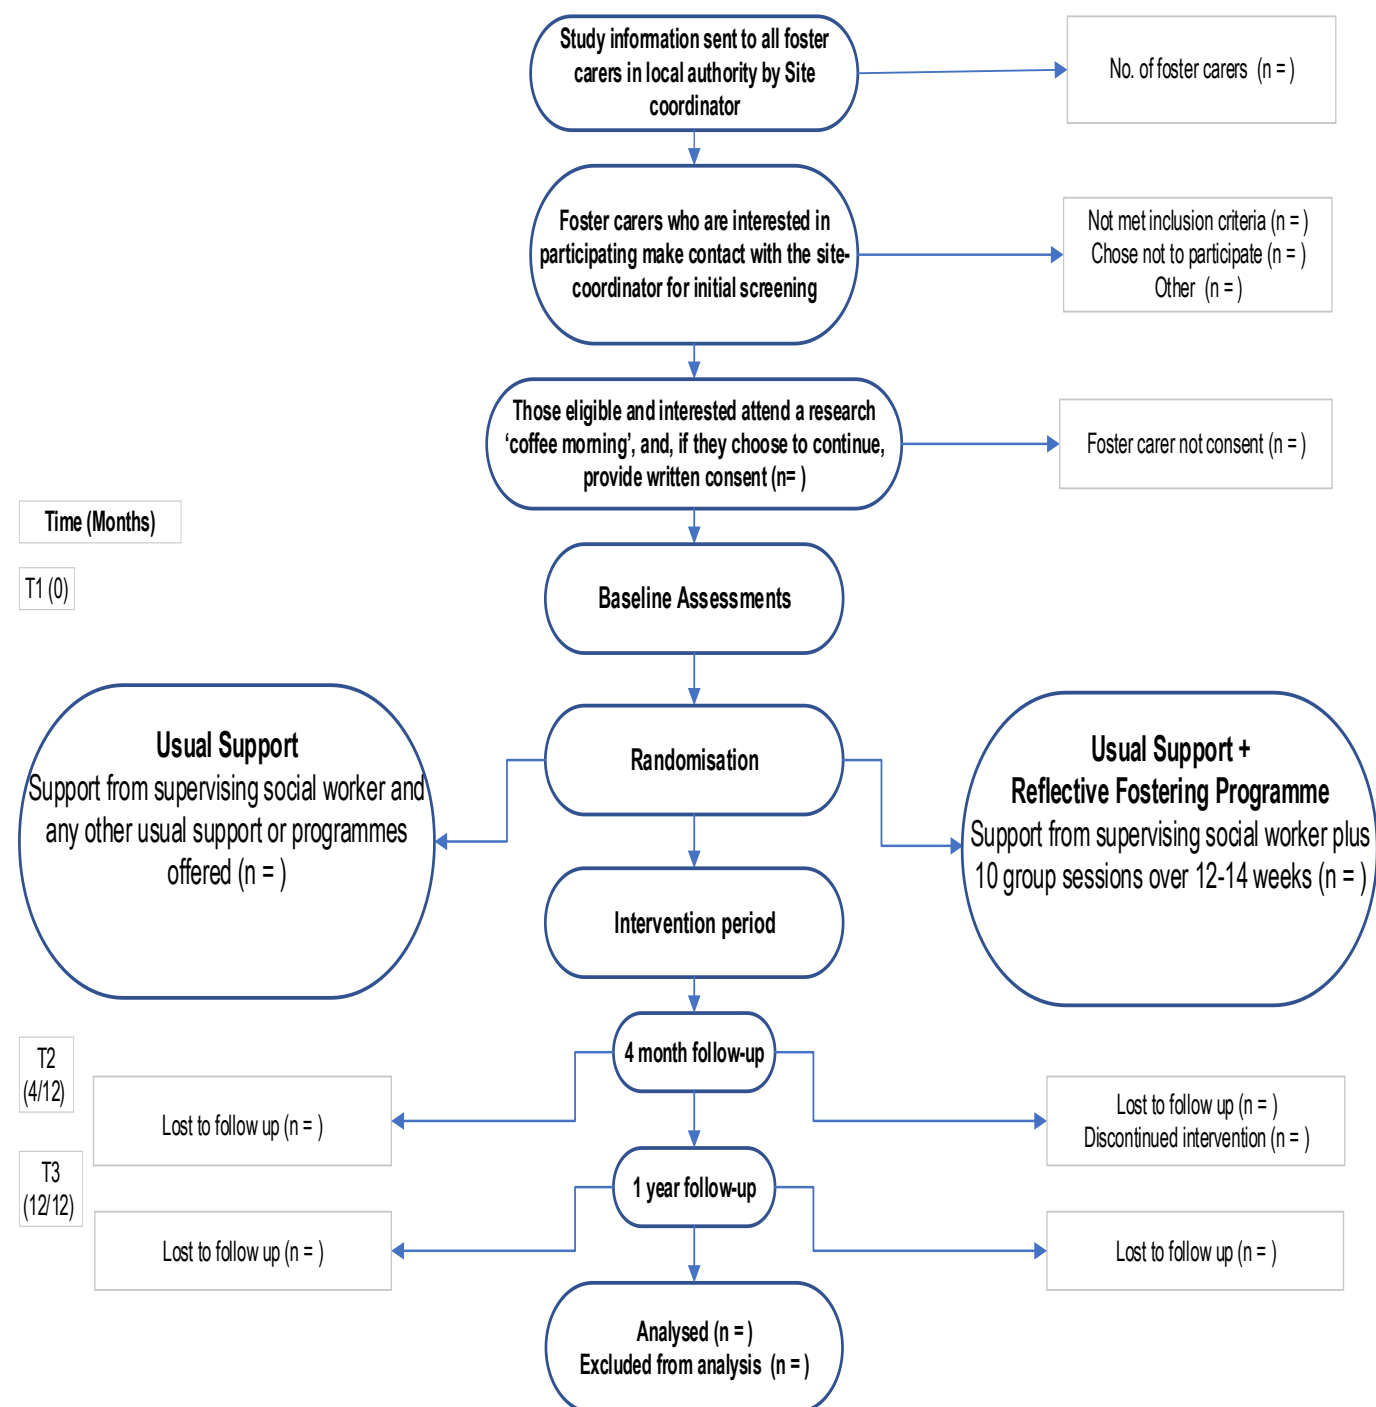 Study information sent to all foster
carers in local authority by Site
coordinator
No. of foster carers (n = )
Foster carers who are interested in
participating make contact with the site-
coordinator for initial screening
Not met inclusion criteria (n = )
Chose not to participate (n = )
Other (n = )
Those eligible and interested attend a research
‘coffee morning’, and, if they choose to continue,
provide written consent (n= )
Foster carer not consent (n = )
Time (Months)
T1 (0)
Baseline Assessments
Randomisation
Usual Support
Support from supervising social worker and
any other usual support or programmes
offered (n = )
Usual Support +
Reflective Fostering Programme
Support from supervising social worker plus
10 group sessions over 12-14 weeks (n = )
Intervention period
T2
(4/12)
4 month follow-up
Lost to follow up (n = )
Lost to follow up (n = )
Discontinued intervention (n = )
T3
(12/12)
1 year follow-up
Lost to follow up (n = )
Lost to follow up (n = )
Analysed (n = )
Excluded from analysis (n = )